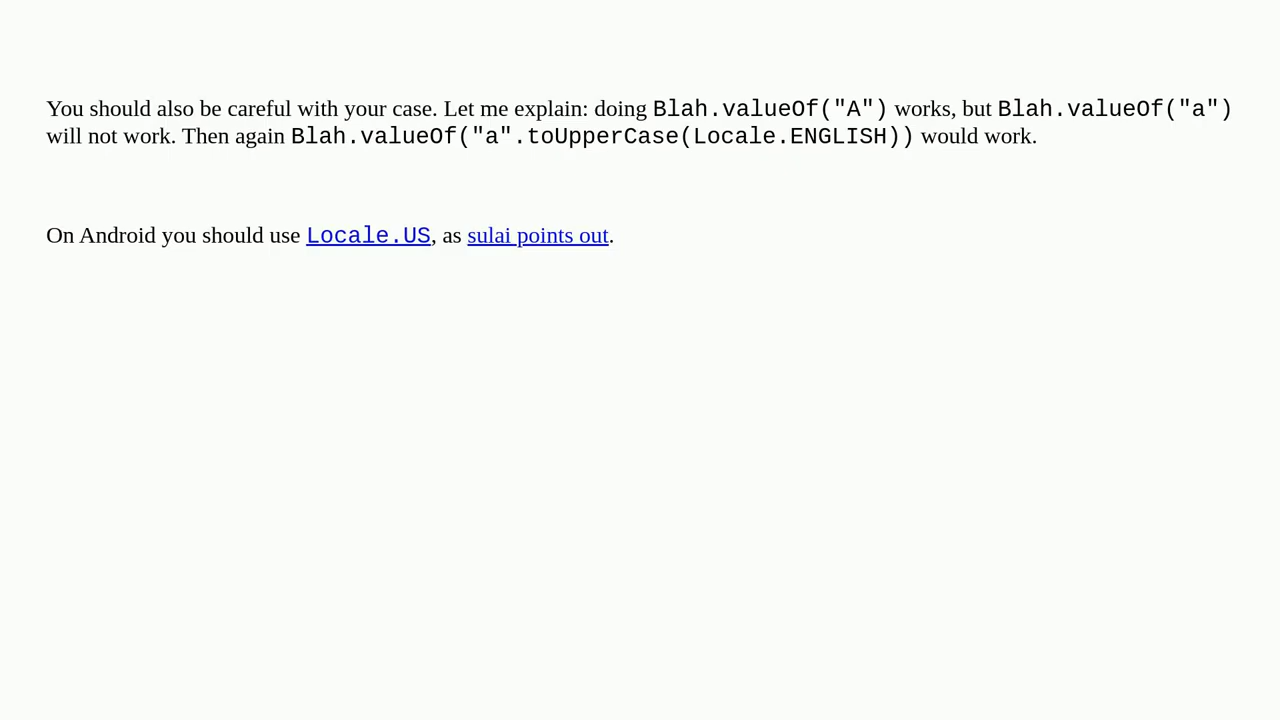 You should also be careful with your case. Let me explain: doing Blah.valueOf("A") works, but Blah.valueOf("a")
will not work. Then again Blah.valueOf("a".toUpperCase(Locale.ENGLISH)) would work.
On Android you should use Locale.US, as sulai points out.